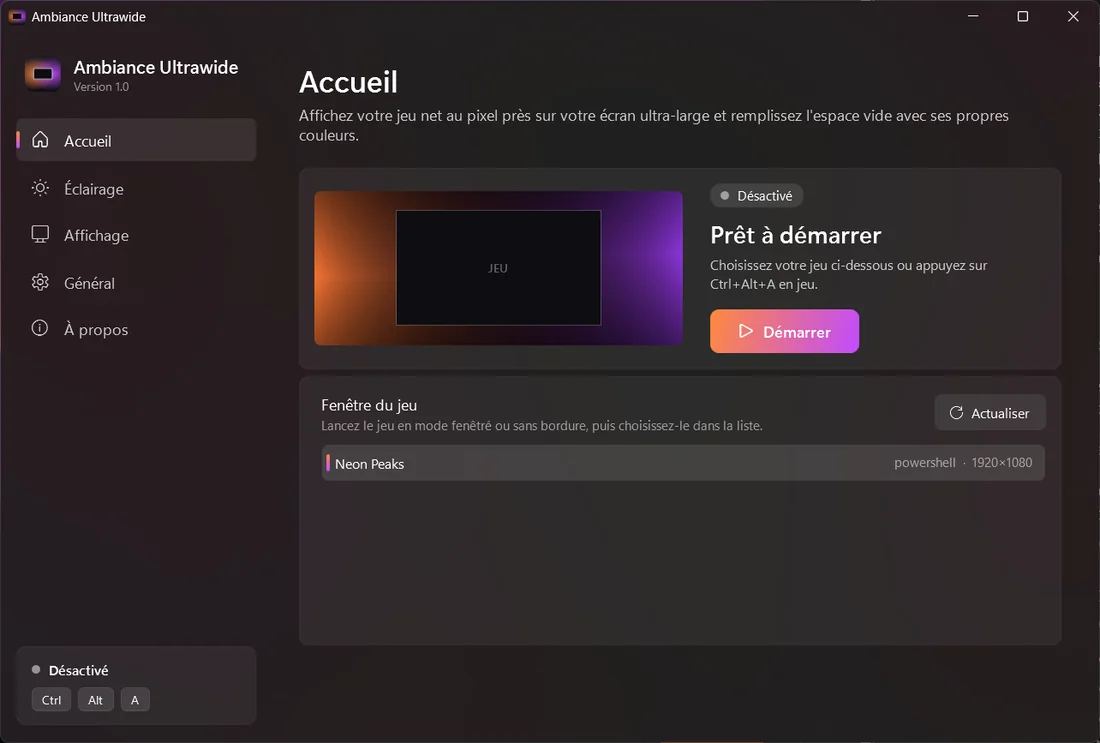 Ambiance Ultrawide
Ambiance Ultrawide
Version 1.0
Accueil
Éclairage
Affichage
Général
À propos
Désactivé
Ctrl Alt A
Accueil
Affichez votre jeu net au pixel près sur votre écran ultra-large et remplissez l'espace vide avec ses propres
couleurs.
JEU
Désactivé
Prêt à démarrer
Choisissez votre jeu ci-dessous ou appuyez sur
Ctrl+Alt+A en jeu.
Démarrer
Fenêtre du jeu
Lancez le jeu en mode fenêtré ou sans bordure, puis choisissez-le dans la liste.
Actualiser
Neon Peaks powershell · 1920×1080